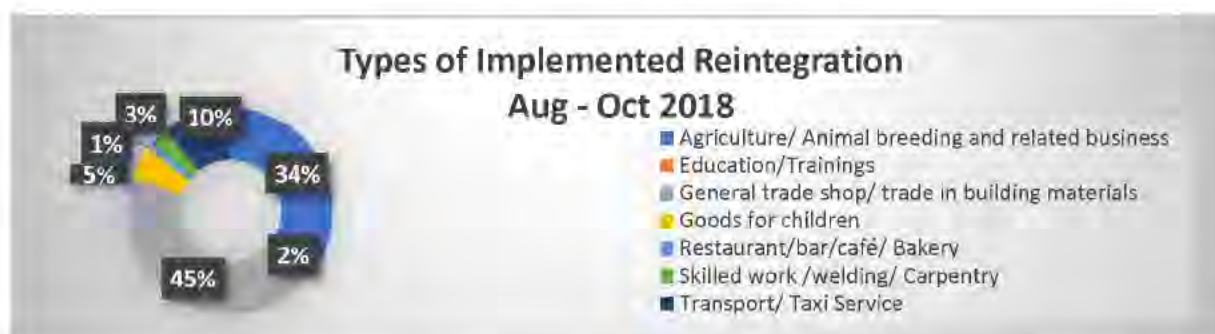 Types of Implemented Reintegration
Aug - Oct 2018
3%
10%
1%
5%
34%
2%
45%
Agriculture/ Animal breeding and related business
Education/Trainings
General trade shop/ trade in building materials
Goods for children
Restaurant/bar/café/ Bakery
Skilled work /welding/ Carpentry
Transport/ Taxi Service